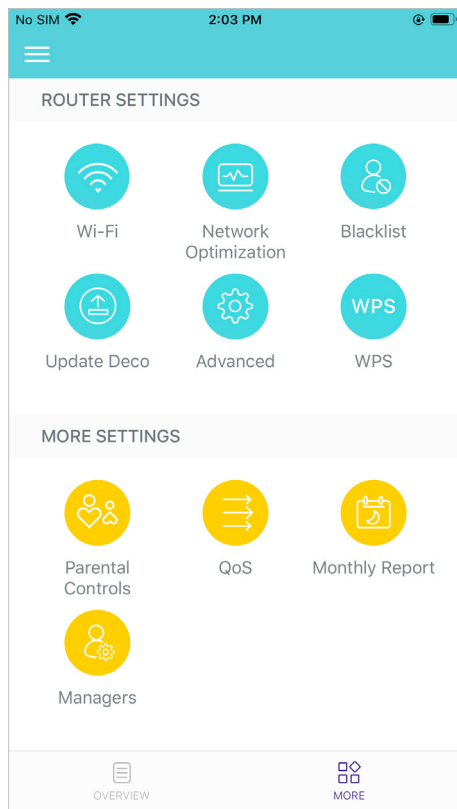 No SIM 2:03 PM
ROUTER SETTINGS
Wi-Fi Network Blacklist
Optimization
WPS
Update Deco Advanced WPS
MORE SETTINGS
Parental QoS Monthly Report
Controls
Managers
OVERVIEW MORE